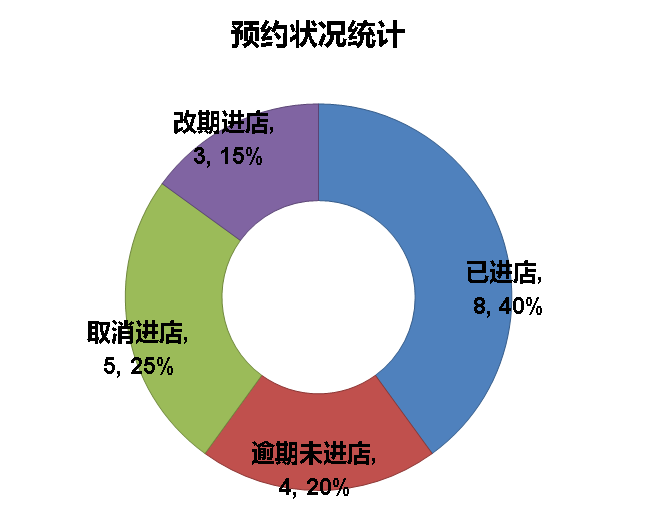 预约状况统计
改期进店,
3, 15%
已进店,
8, 40%
取消进店,
5, 25%
逾期未进店,
4, 20%